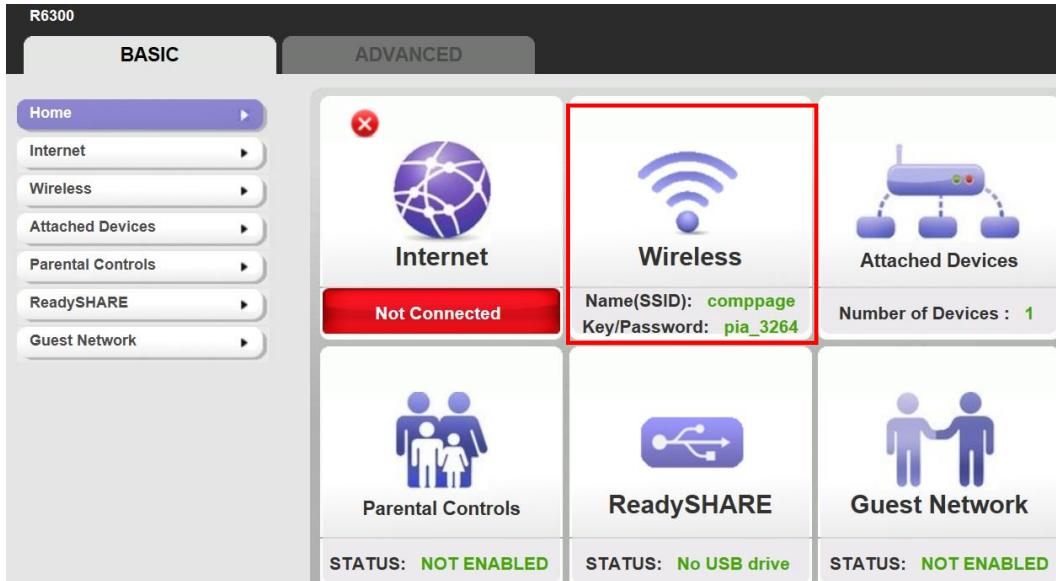 R6300
BASIC
ADVANCED
Home
Internet
Wireless
Attached Devices
Parental Controls
ReadySHARE
Guest Network
Internet
Not Connected
Wireless
Name(SSID): comppage
Key/Password: pia_3264
Attached Devices
Number of Devices : 1
Parental Controls
STATUS: NOT ENABLED
ReadySHARE
STATUS: No USB drive
Guest Network
STATUS: NOT ENABLED